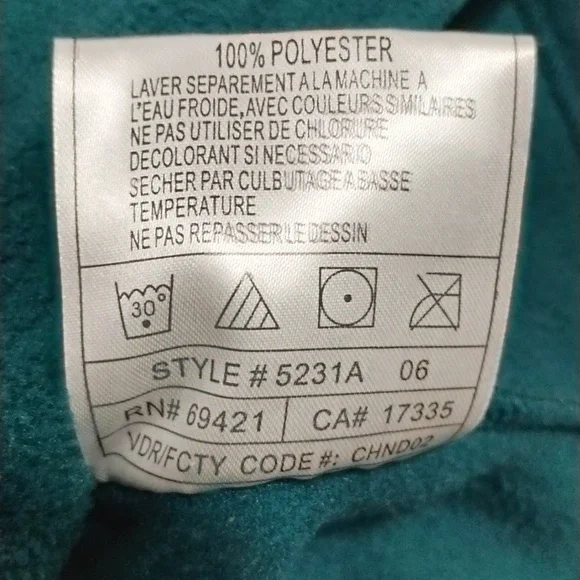 100% POLYESTER
LAVER SEPAREMENT A LA MACHINE A
L'EAU FROIDE, AVEC COULEURS SIMILAIRES
NE PAS UTILISER DE CHLORURE
DECOLORANT SI NECESSARIO
SECHER PAR CULBUTAGE A BASSE
TEMPERATURE
NE PAS REPASSER LE DESSIN
30°
STYLE # 5231A 06
RN# 69421 CA# 17335
VDR/FCTY CODE #: CHND02